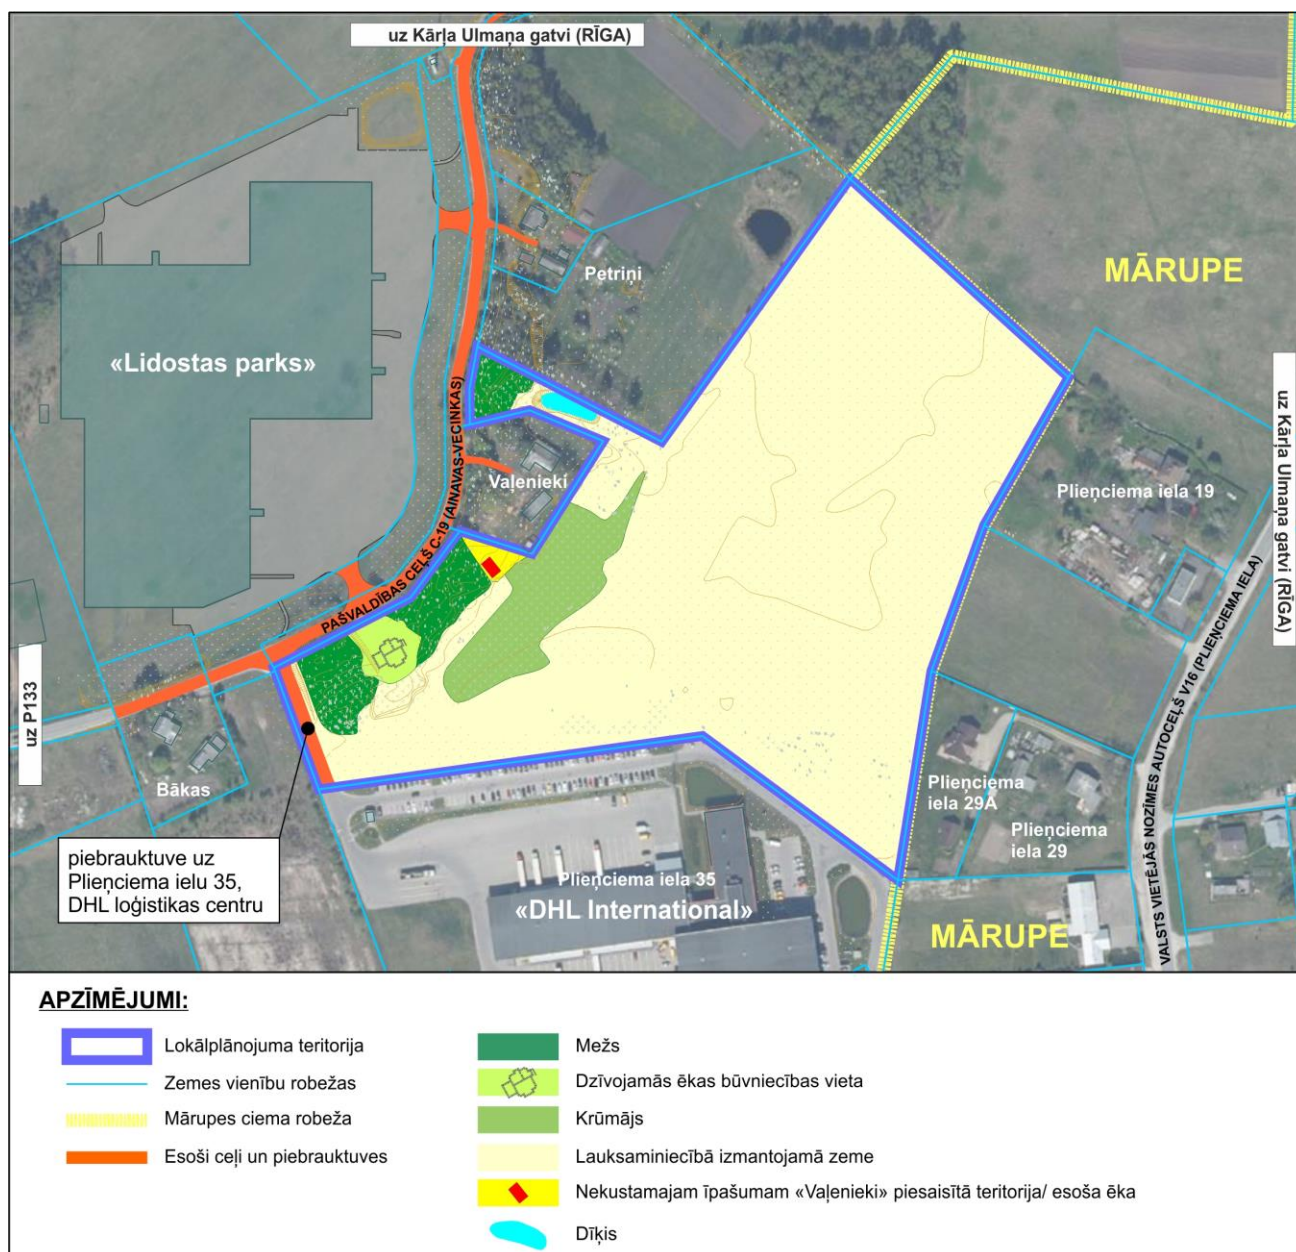 uz Kārļa Ulmaņa gatvi (RĪGA)
MĀRUPE
Petriņi
«Lidostas parks»
uz Kārļa Ulmaņa gatvi (RĪGA)
PAŠVALDĪBAS CEĻŠ C-19 (AINAVAS-VECINKAS)
Vaļenieki
Plieņciema iela 19
VALSTS VIETĒJĀS NOZĪMES AUTOCEĻŠ V16 (PLIEŅCIEMA IELA)
uz P133
Bākas
Plieņciema
iela 29A
Plieņciema
iela 29
piebrauktuve uz
Plieņciema ielu 35,
DHL loģistikas centru
Plieņciema iela 35
«DHL International»
MĀRUPE
APZĪMĒJUMI:
Lokālplānojuma teritorija
Zemes vienību robežas
Mārupes ciema robeža
Esoši ceļi un piebrauktuves
Mežs
Dzīvojamās ēkas būvniecības vieta
Krūmājs
Lauksaminiecībā izmantojamā zeme
Nekustamajam īpašumam «Vaļenieki» piesaisītā teritorija/ esoša ēka
Dīķis